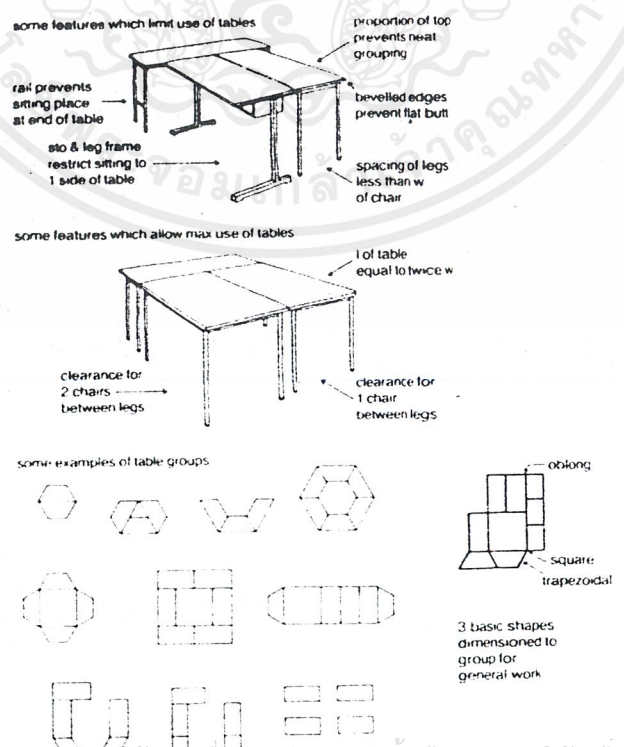 some features which limit use of tables
proportion of top
prevents neat
grouping
rail prevents
sitting place
at end of table
bevelled edges
prevent flat butt
sto & leg frame
restrict sitting to
1 side of table
spacing of legs
less than w
of chair
some features which allow max use of tables
l of table
equal to twice w
clearance for
2 chairs
between legs
clearance for
1 chair
between legs
some examples of table groups
oblong
square
trapezoidal
3 basic shapes
dimensioned to
group for
general work